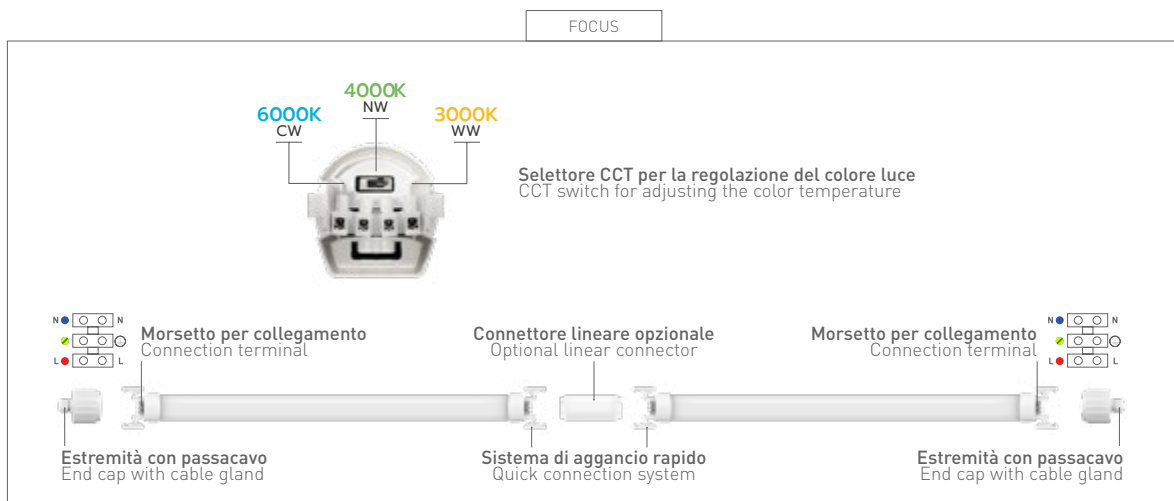 FOCUS
4000K
NW
6000K
CW
3000K
WW
Selettore CCT per la regolazione del colore luce
CCT switch for adjusting the color temperature
N N
L L
Morsetto per collegamento
Connection terminal
Connettore lineare opzionale
Optional linear connector
Morsetto per collegamento
Connection terminal
N N
L L
Estremità con passacavo
End cap with cable gland
Sistema di aggancio rapido
Quick connection system
Estremità con passacavo
End cap with cable gland